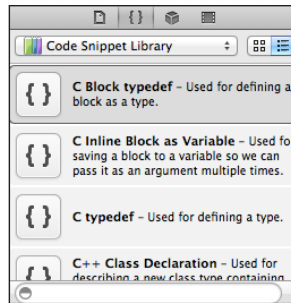 { }
Code Snippet Library
{ }
C Block typedef – Used for defining a
block as a type.
{ }
C Inline Block as Variable – Used fo
saving a block to a variable so we can
pass it as an argument multiple times.
{ }
C typedef – Used for defining a type.
{ }
C++ Class Declaration – Used for
describing a new class type containing